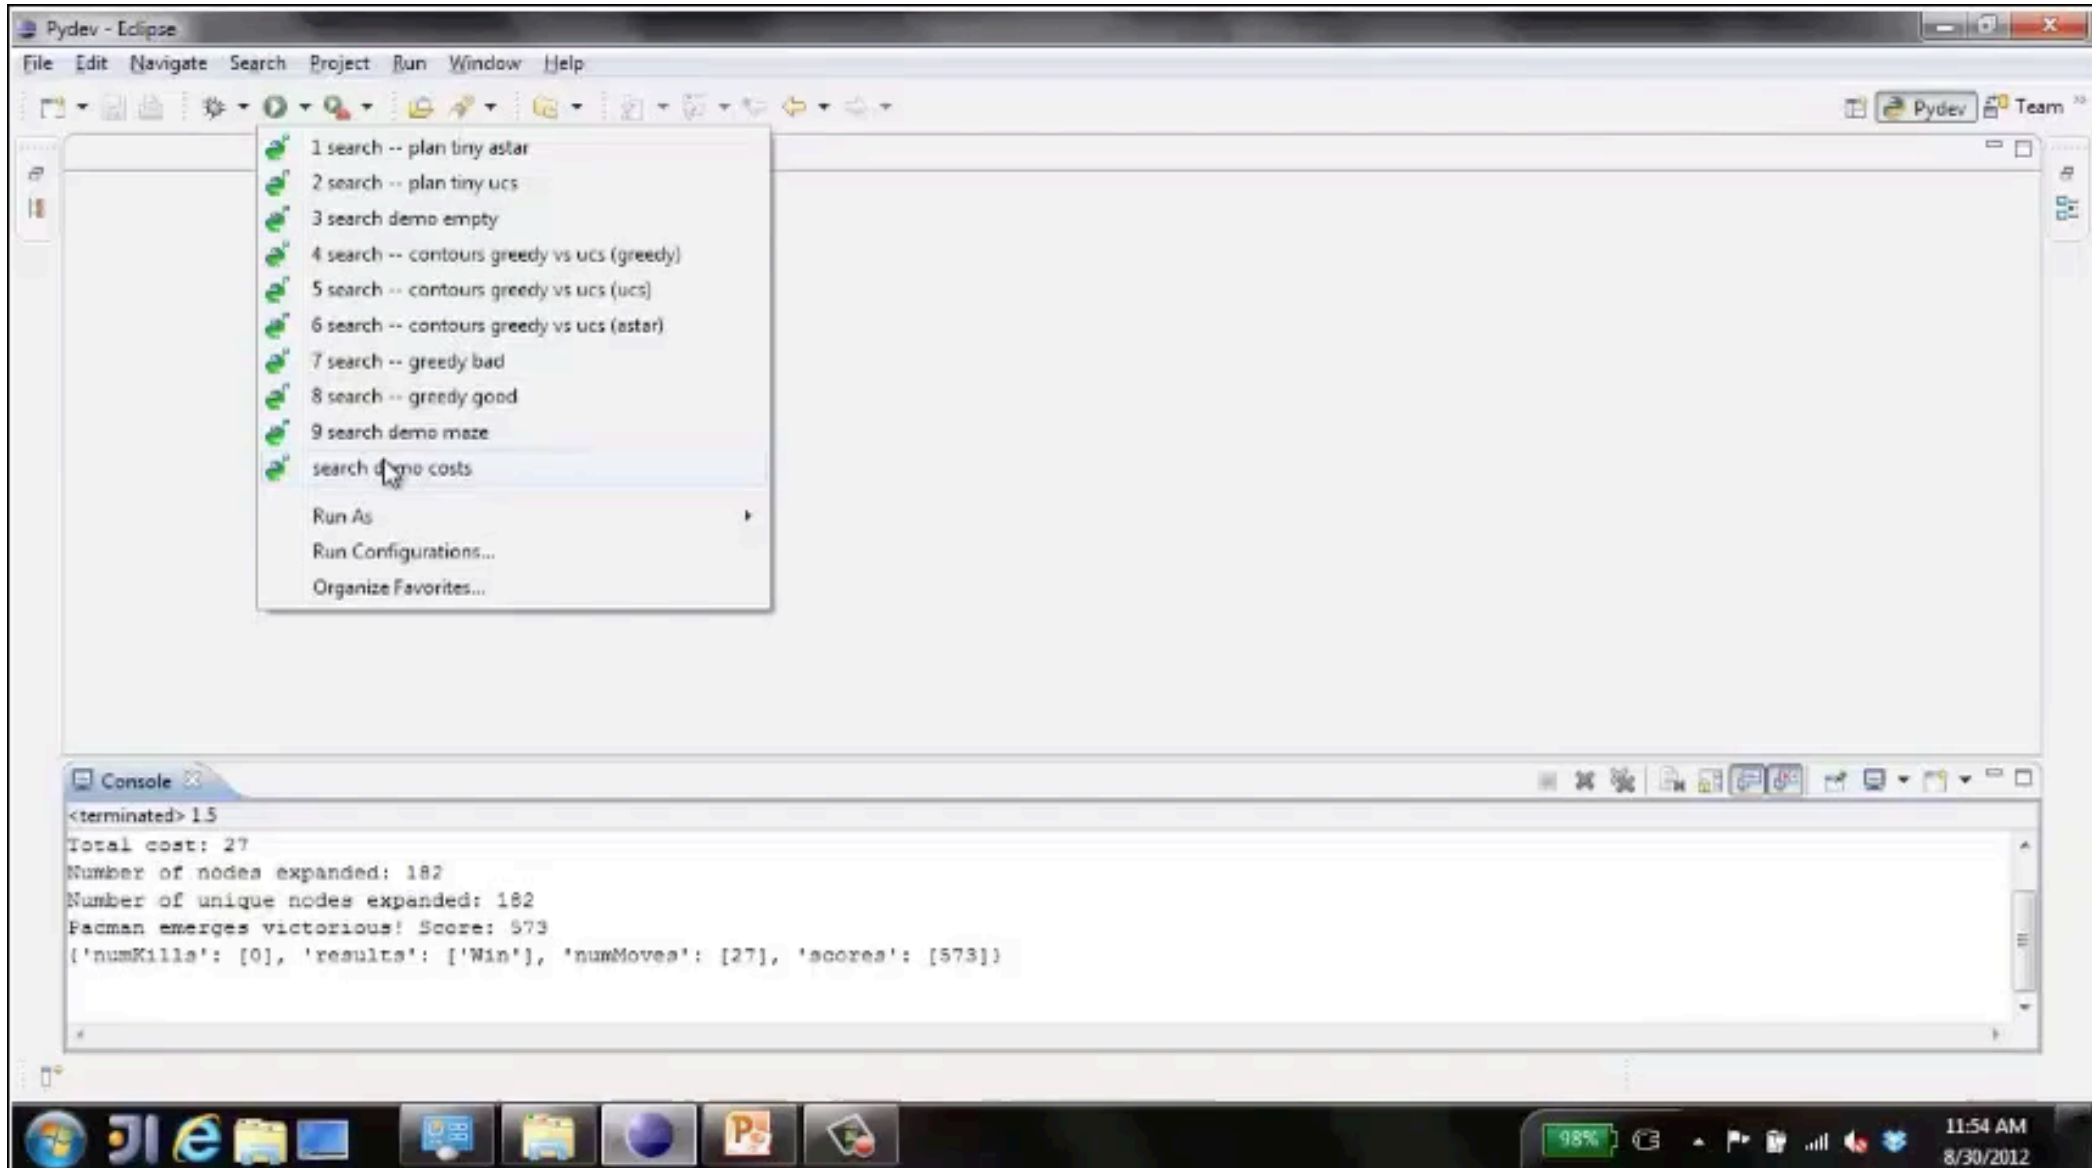 Pydev - Eclipse
File Edit Navigate Search Project Run Window Help
Pydev Team
1 search -- plan tiny astar
2 search -- plan tiny ucs
3 search demo empty
4 search -- contours greedy vs ucs (greedy)
5 search -- contours greedy vs ucs (ucs)
6 search -- contours greedy vs ucs (astar)
7 search -- greedy bad
8 search -- greedy good
9 search demo maze
search demo costs
Run As
Run Configurations...
Organize Favorites...
Console
<terminated> 1.5
Total cost: 27
Number of nodes expanded: 182
Number of unique nodes expanded: 182
Pacman emerges victorious! Score: 573
{'numKills': [0], 'results': ['Win'], 'numMoves': [27], 'scores': [573]}
98%
11:54 AM
8/30/2012